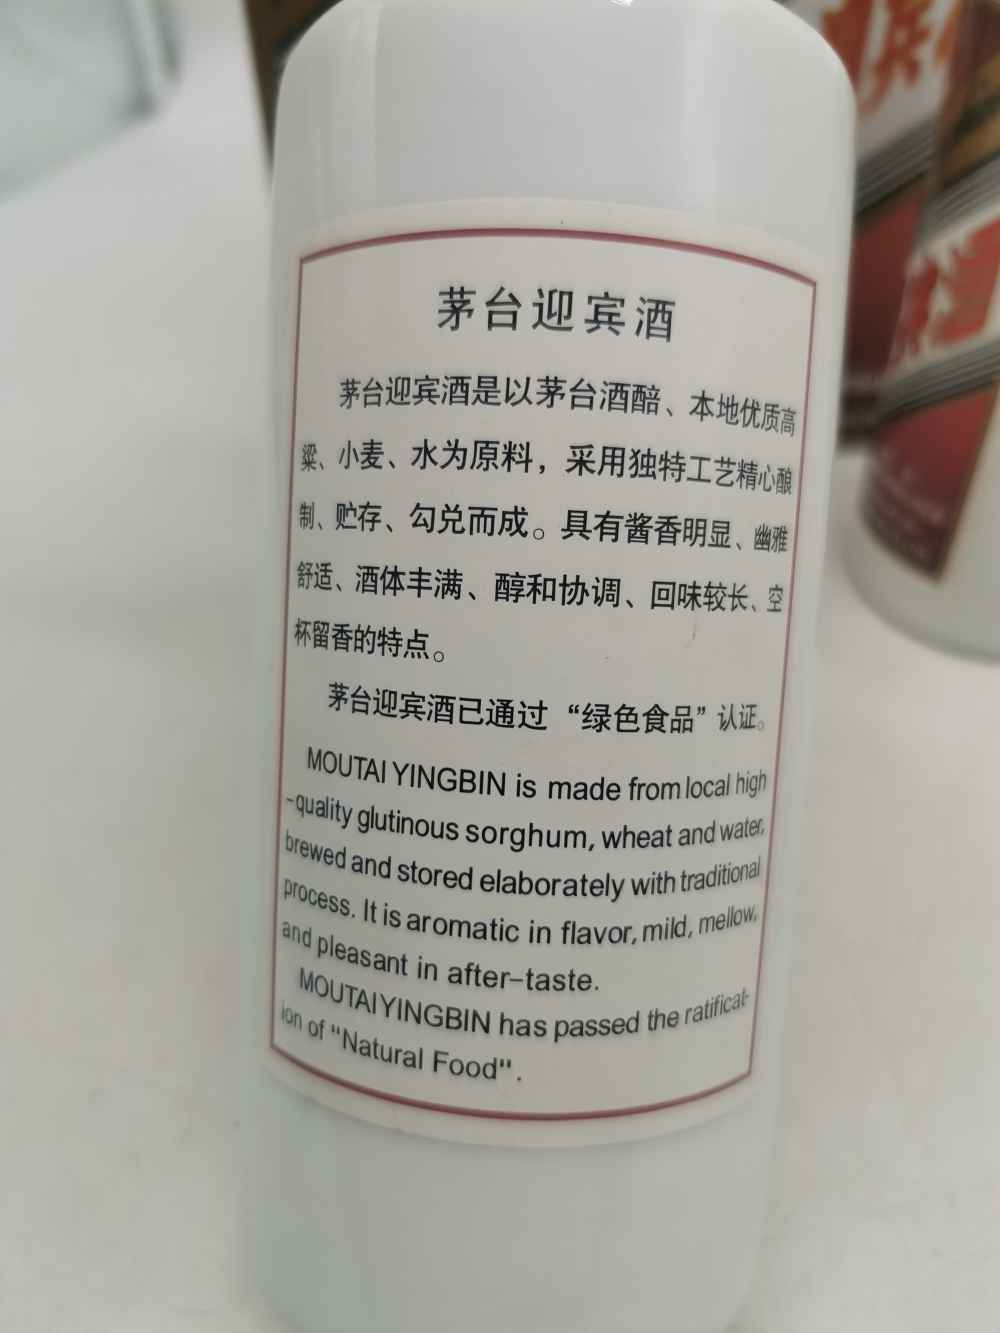 茅台迎宾酒
茅台迎宾酒是以茅台酒醅、本地优质高
粱、小麦、水为原料，采用独特工艺精心酿
制、贮存、勾兑而成。具有酱香明显、幽雅
舒适、酒体丰满、醇和协调、回味较长、空
杯留香的特点。
茅台迎宾酒已通过“绿色食品”认证。
MOUTAI YINGBIN is made from local high
-quality glutinous sorghum, wheat and water,
brewed and stored elaborately with traditional
process. It is aromatic in flavor, mild, mellow,
and pleasant in after-taste.
MOUTAI YINGBIN has passed the ratificat-
ion of "Natural Food".